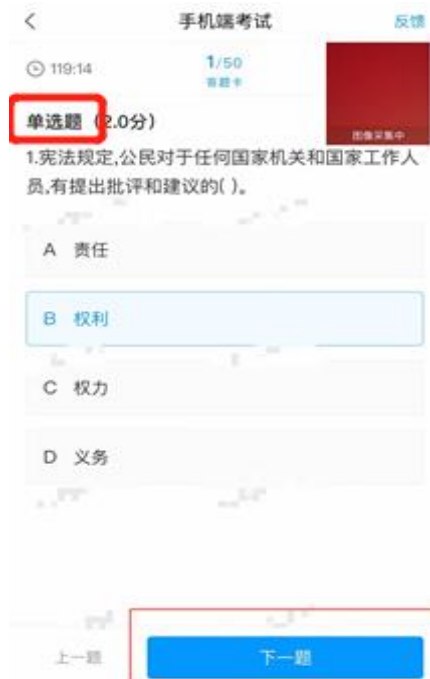 手机端考试 反馈
119:14
1/50
答题卡
图像采集中
单选题 (2.0分)
1.宪法规定,公民对于任何国家机关和国家工作人
员,有提出批评和建议的( )。
A 责任
B 权利
C 权力
D 义务
上一题 下一题